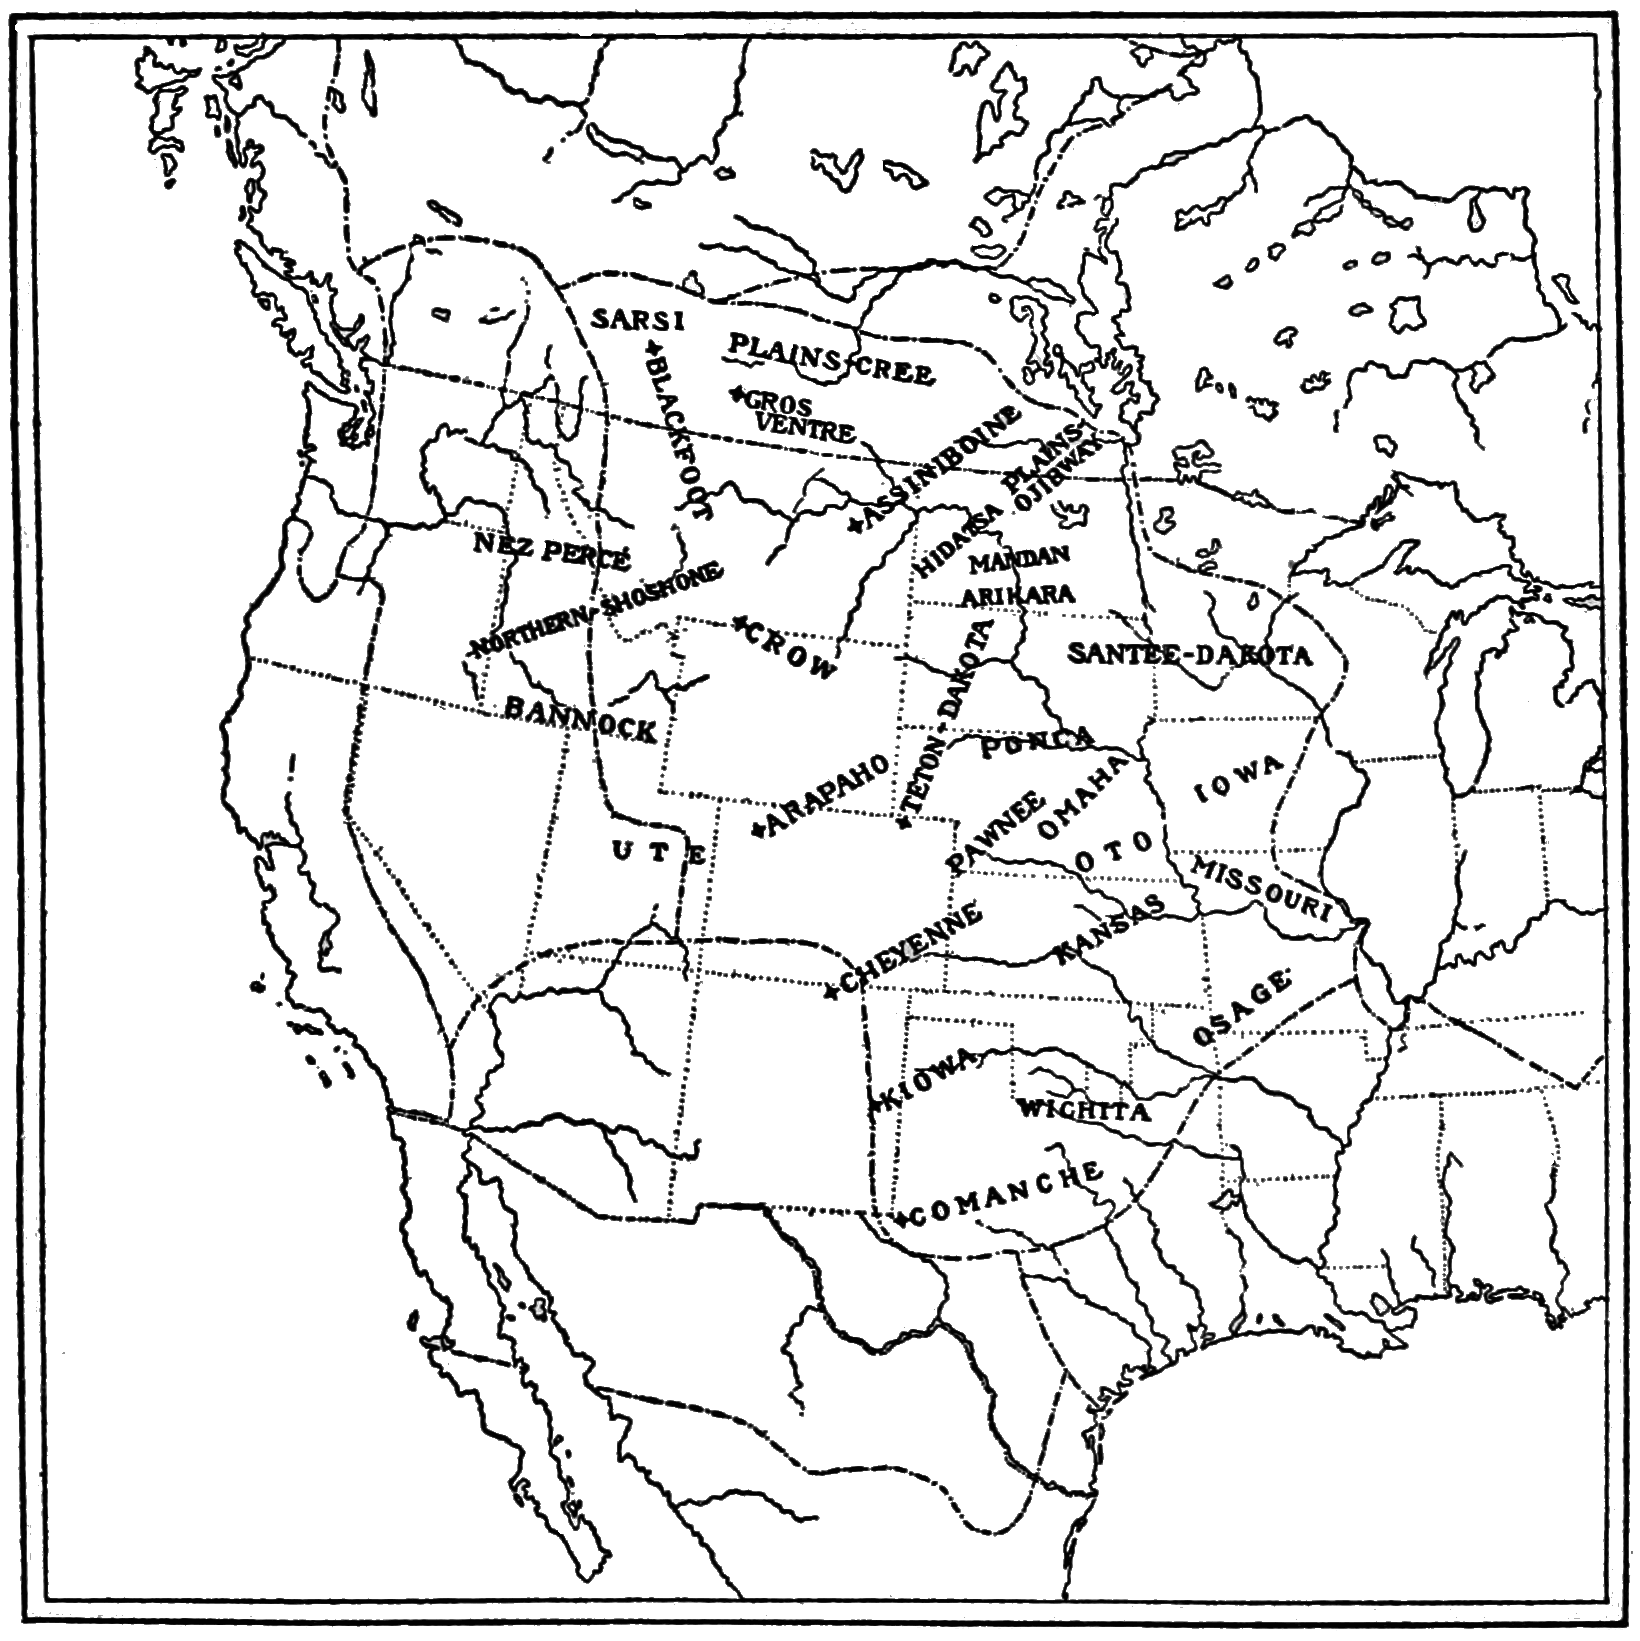 SARSI
PLAINS-CREE
+BLACKFOOT
+GROS
VENTRE
+ASSINIBOINE
PLAINS-
OJIBWAY
HIDATSA
NEZ PERCE
MANDAN
NORTHERN-SHOSHONE
ARIKARA
+CROW
SANTEE-DAKOTA
+TETON-DAKOTA
BANNOCK
PONCA
IOWA
+ARAPAHO
OMAHA
PAWNEE
UTE
OTO
MISSOURI
+CHEYENNE
KANSAS
OSAGE
+KIOWA
WICHITA
+COMANCHE